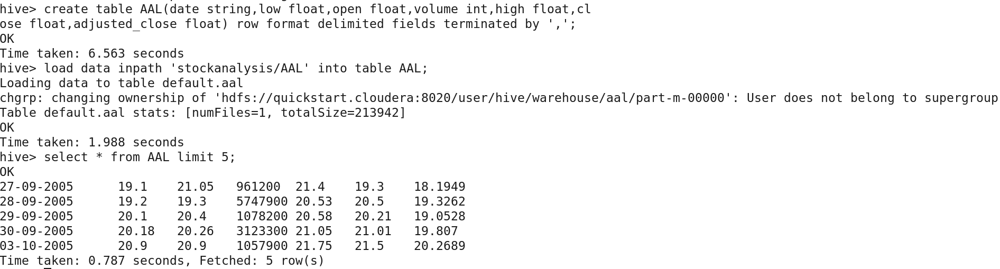 hive> create table AAL(date string,low float,open float,volume int,high float,cl
ose float,adjusted_close float) row format delimited fields terminated by ',';
OK
Time taken: 6.563 seconds
hive> load data inpath 'stockanalysis/AAL' into table AAL;
Loading data to table default.aal
chgrp: changing ownership of 'hdfs://quickstart.cloudera:8020/user/hive/warehouse/aal/part-m-00000': User does not belong to supergroup
Table default.aal stats: [numFiles=1, totalSize=213942]
OK
Time taken: 1.988 seconds
hive> select * from AAL limit 5;
OK
27-09-2005 19.1 21.05 961200 21.4 19.3 18.1949
28-09-2005 19.2 19.3 5747900 20.53 20.5 19.3262
29-09-2005 20.1 20.4 1078200 20.58 20.21 19.0528
30-09-2005 20.18 20.26 3123300 21.05 21.01 19.807
03-10-2005 20.9 20.9 1057900 21.75 21.5 20.2689
Time taken: 0.787 seconds, Fetched: 5 row(s)